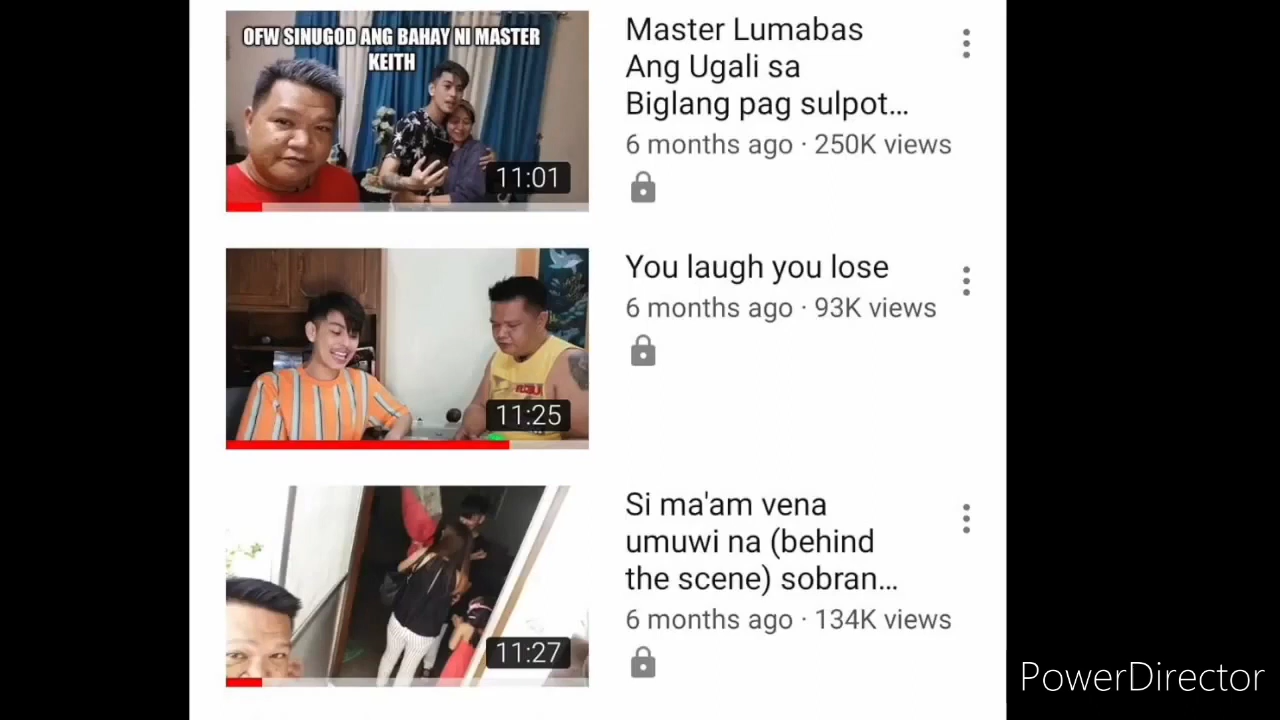 OFW SINUGOD ANG BAHAY NI MASTER
KEITH
11:01
Master Lumabas
Ang Ugali sa
Biglang pag sulpot...
6 months ago · 250K views
11:25
You laugh you lose
6 months ago · 93K views
11:27
Si ma'am vena
umuwi na (behind
the scene) sobran...
6 months ago · 134K views
PowerDirector